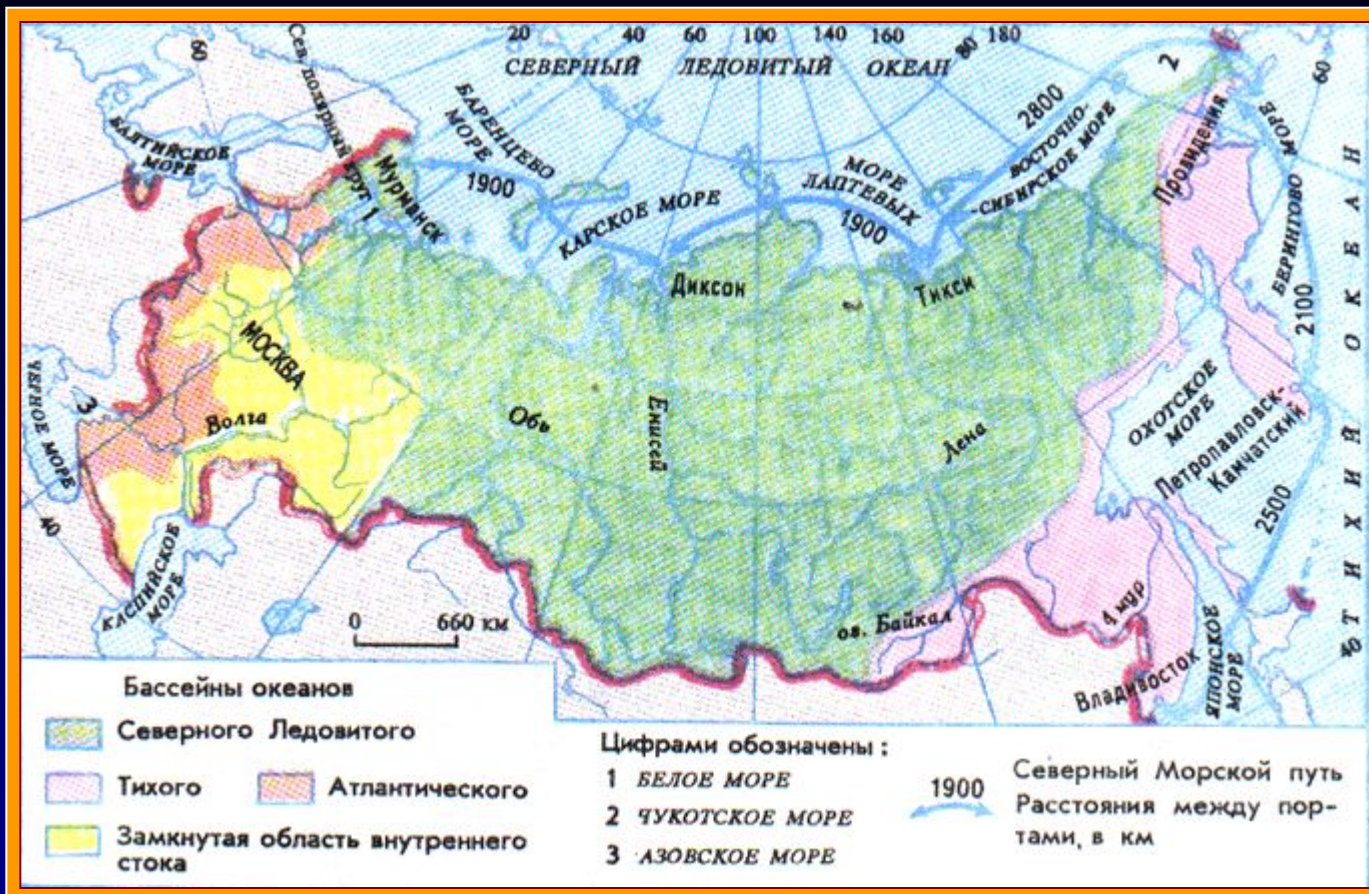 60
Сев. полярный круг
20
40
60
100
140
160
80
180
60
СЕВЕРНЫЙ ЛЕДОВИТЫЙ ОКЕАН
2
БАЛТИЙСКОЕ
МОРЕ
БАРЕНЦЕВО
МОРЕ
1900
Мурманск
1
КАРСКОЕ МОРЕ
МОРЕ
ЛАПТЕВЫХ
1900
2800
ВОСТОЧНО-
-СИБИРСКОЕ МОРЕ
Провидения
БЕРИНГОВО
МОРЕ
2100
Диксон
Тикси
МОСКВА
ЧЕРНОЕ МОРЕ
3
Волга
Обь
Енисей
Лена
ОХОТСКОЕ
МОРЕ
Петропавловск-
Камчатский
2500
ТИХИЙ ОКЕАН
40
КАСПИЙСКОЕ
МОРЕ
0 660 км
оз. Байкал
Амур
Владивосток
ЯПОНСКОЕ
МОРЕ
40
Бассейны океанов
Северного Ледовитого
Тихого
Атлантического
Замкнутая область внутреннего
стока
Цифрами обозначены:
1 БЕЛОЕ МОРЕ
2 ЧУКОТСКОЕ МОРЕ
3 АЗОВСКОЕ МОРЕ
1900
Северный Морской путь
Расстояния между пор-
тами, в км